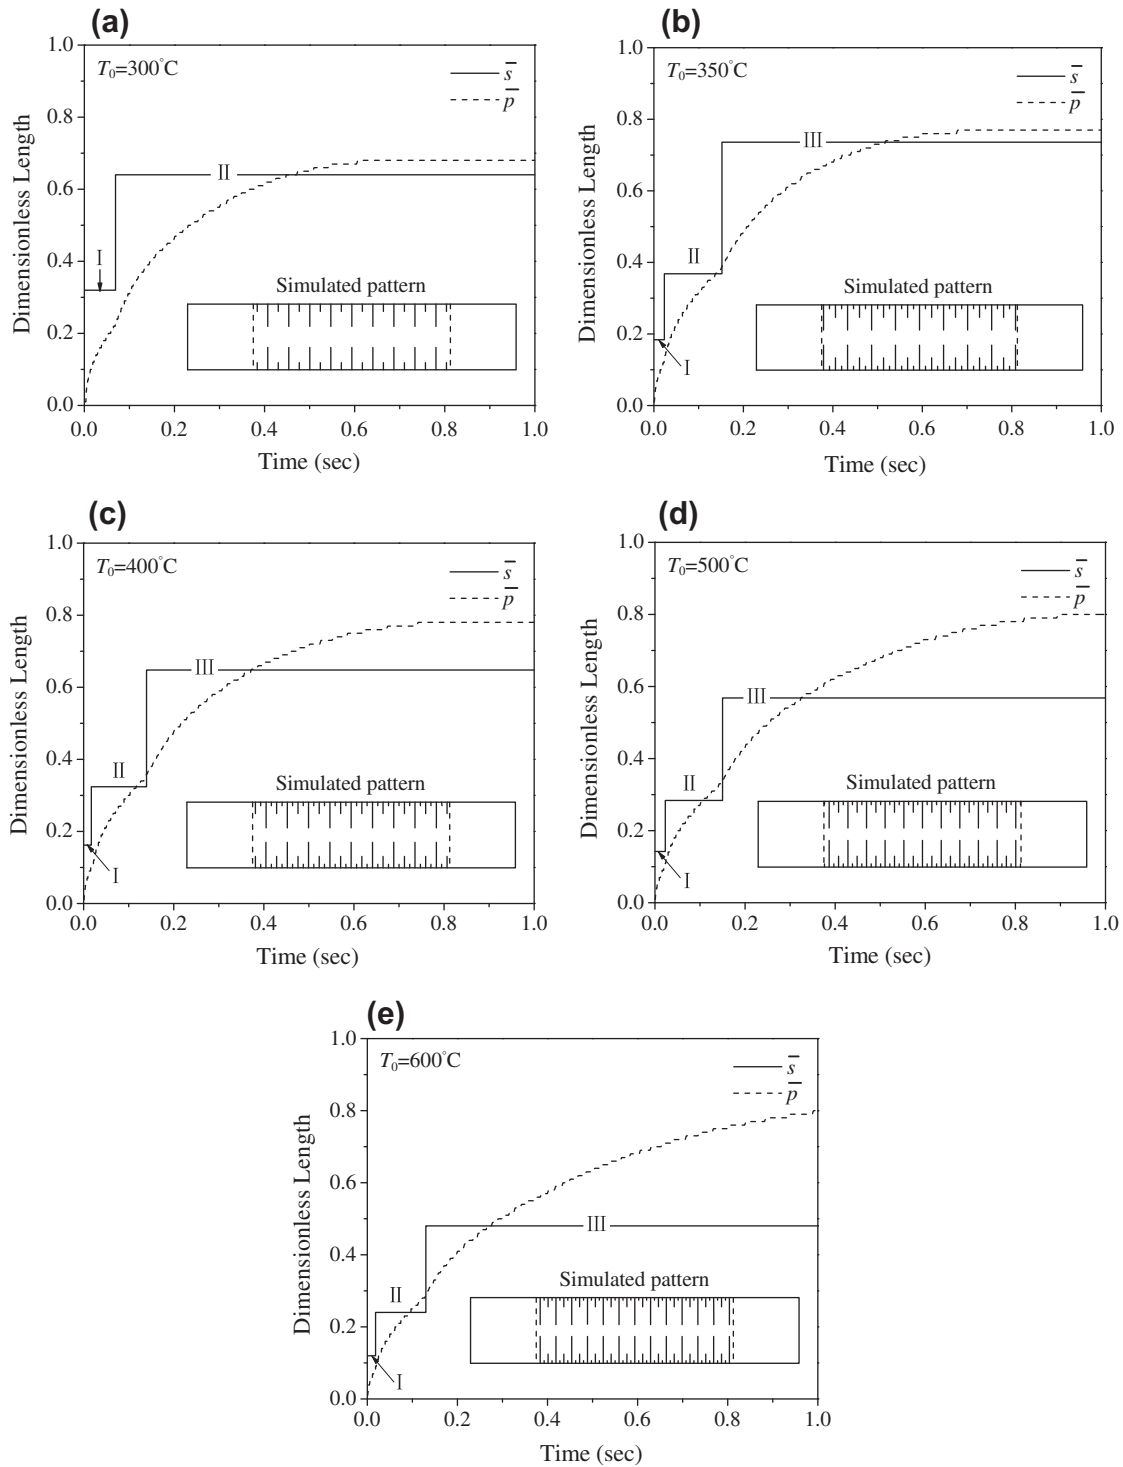 (a)
1.0
T0=300°C
s
p
0.8
II
0.6
Dimensionless Length
0.4
I
Simulated pattern
0.2
0.0
0.0 0.2 0.4 0.6 0.8 1.0
Time (sec)
(b)
1.0
T0=350°C
s
p
0.8
III
0.6
Dimensionless Length
0.4
II
Simulated pattern
0.2
I
0.0
0.0 0.2 0.4 0.6 0.8 1.0
Time (sec)
(c)
1.0
T0=400°C
s
p
0.8
III
0.6
Dimensionless Length
0.4
II
Simulated pattern
0.2
I
0.0
0.0 0.2 0.4 0.6 0.8 1.0
Time (sec)
(d)
1.0
T0=500°C
s
p
0.8
III
0.6
Dimensionless Length
0.4
II
Simulated pattern
0.2
I
0.0
0.0 0.2 0.4 0.6 0.8 1.0
Time (sec)
(e)
1.0
T0=600°C
s
p
0.8
0.6
III
Dimensionless Length
0.4
Simulated pattern
II
0.2
I
0.0
0.0 0.2 0.4 0.6 0.8 1.0
Time (sec)